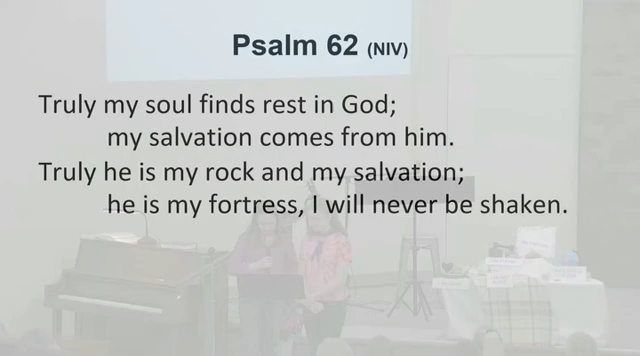 Psalm 62 (NIV)
Truly my soul finds rest in God;
my salvation comes from him.
Truly he is my rock and my salvation;
he is my fortress, I will never be shaken.